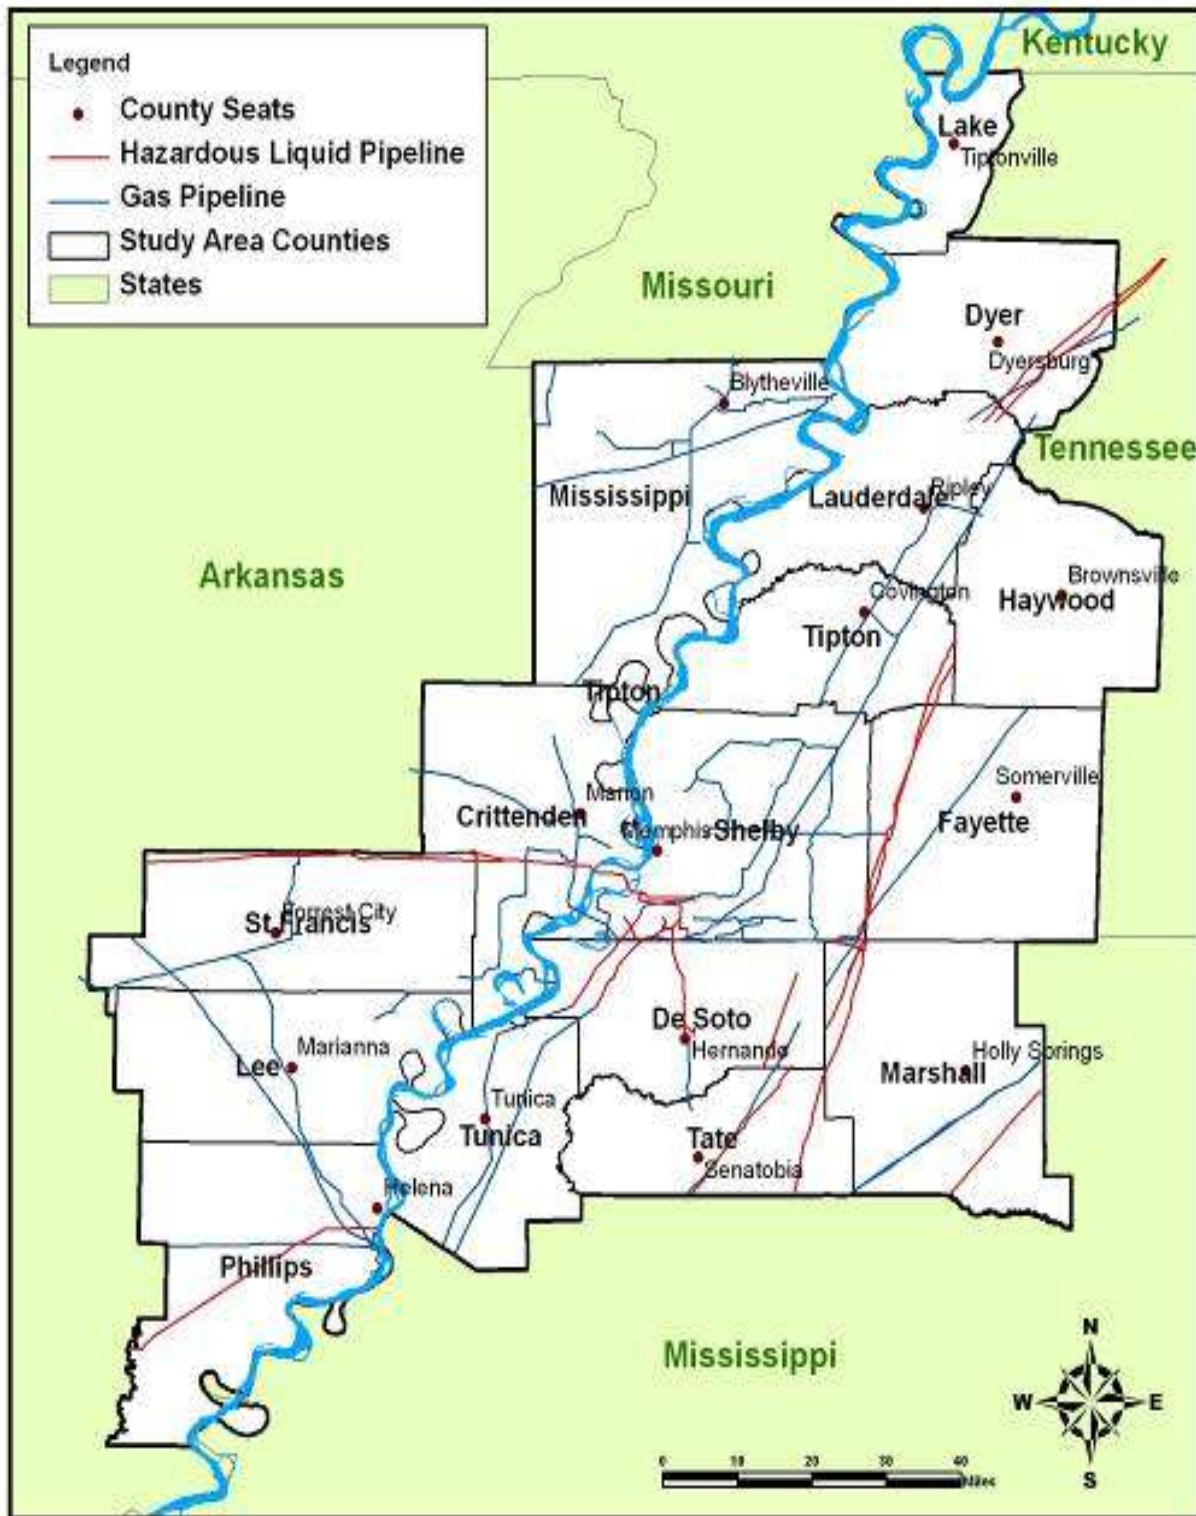 Kentucky
Legend
County Seats
Hazardous Liquid Pipeline
Gas Pipeline
Study Area Counties
States
Lake
Tiptonville
Missouri
Dyer
Dyersburg
Blytheville
Tennessee
Mississippi
Lauderdale
Ripley
Arkansas
Brownsville
Haywood
Covington
Tipton
Tipton
Somerville
Marion
Crittenden
Memphis
Shelby
Fayette
Forrest City
St Francis
De Soto
Hernando
Marianna
Lee
Holly Springs
Marshall
Tunica
Tunica
Tate
Senatobia
Helena
Phillips
Mississippi
N
W
E
S
0 10 20 30 40
Miles